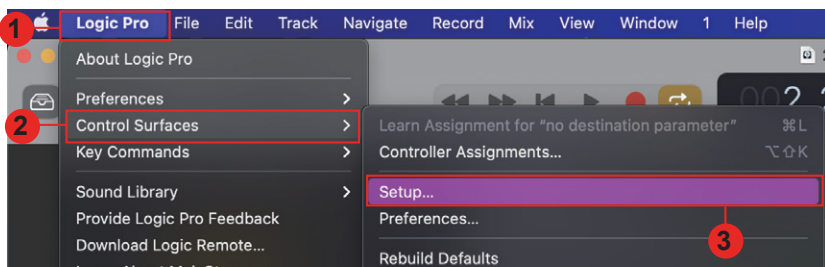 1 Logic Pro File Edit Track Navigate Record Mix View Window 1 Help
About Logic Pro
Preferences
2 Control Surfaces
Key Commands
Sound Library
Provide Logic Pro Feedback
Download Logic Remote...
002
Learn Assignment for “no destination parameter” ⌘L
Controller Assignments... ⌥⇧K
Setup...
Preferences...
3
Rebuild Defaults